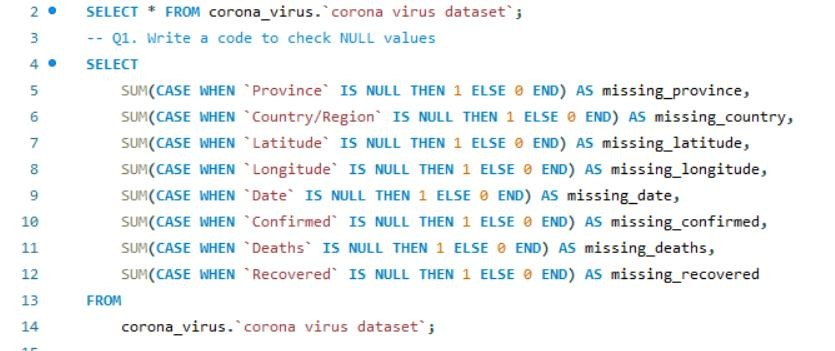 2 SELECT * FROM corona_virus.`corona virus dataset`;
3 -- Q1. Write a code to check NULL values
4 SELECT
5 SUM(CASE WHEN `Province` IS NULL THEN 1 ELSE 0 END) AS missing_province,
6 SUM(CASE WHEN `Country/Region` IS NULL THEN 1 ELSE 0 END) AS missing_country,
7 SUM(CASE WHEN `Latitude` IS NULL THEN 1 ELSE 0 END) AS missing_latitude,
8 SUM(CASE WHEN `Longitude` IS NULL THEN 1 ELSE 0 END) AS missing_longitude,
9 SUM(CASE WHEN `Date` IS NULL THEN 1 ELSE 0 END) AS missing_date,
10 SUM(CASE WHEN `Confirmed` IS NULL THEN 1 ELSE 0 END) AS missing_confirmed,
11 SUM(CASE WHEN `Deaths` IS NULL THEN 1 ELSE 0 END) AS missing_deaths,
12 SUM(CASE WHEN `Recovered` IS NULL THEN 1 ELSE 0 END) AS missing_recovered
13 FROM
14 corona_virus.`corona virus dataset`;